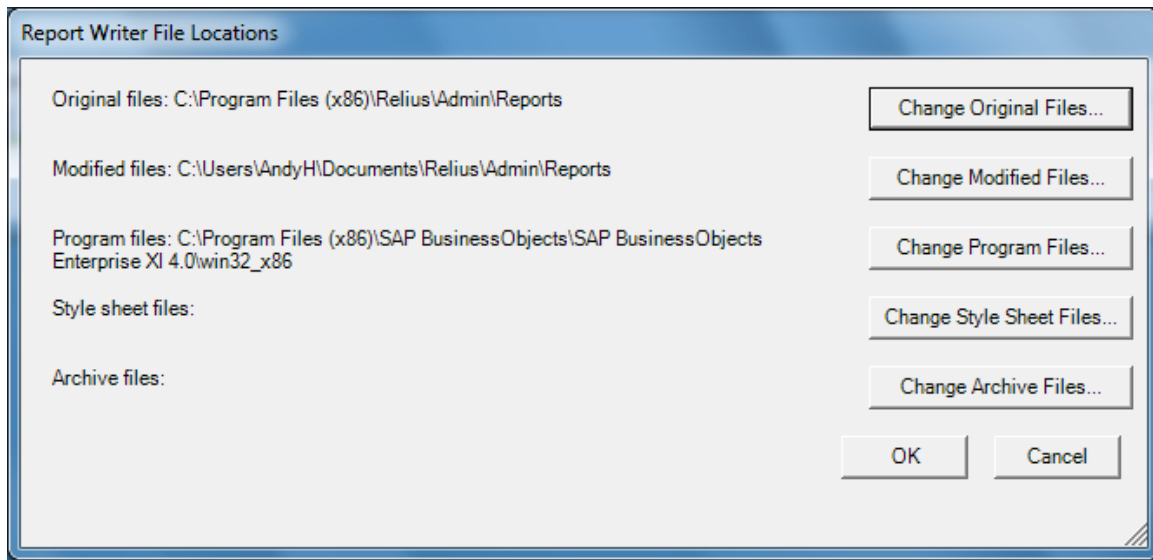 Report Writer File Locations
Original files: C:\Program Files (x86)\Relius\Admin\Reports
Change Original Files...
Modified files: C:\Users\AndyH\Documents\Relius\Admin\Reports
Change Modified Files...
Program files: C:\Program Files (x86)\SAP BusinessObjects\SAP BusinessObjects
Enterprise XI 4.0\win32_x86
Change Program Files...
Style sheet files:
Change Style Sheet Files...
Archive files:
Change Archive Files...
OK
Cancel